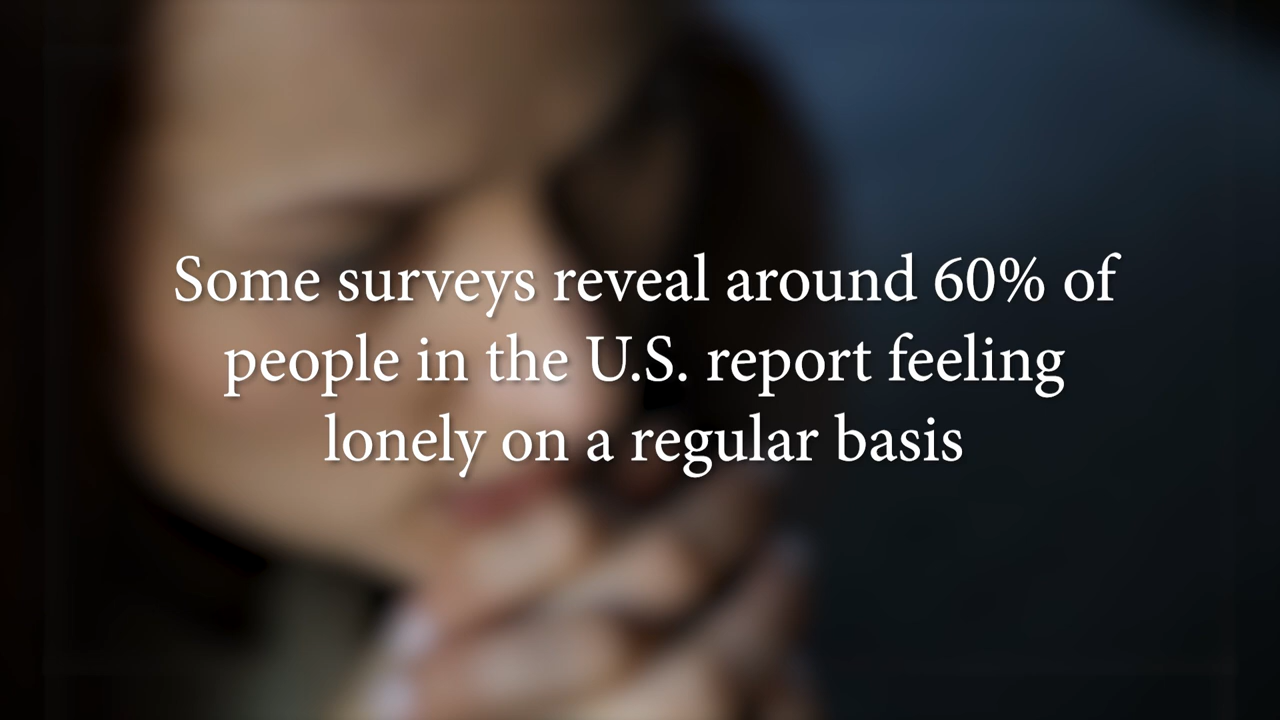 Some surveys reveal around 60% of
people in the U.S. report feeling
lonely on a regular basis